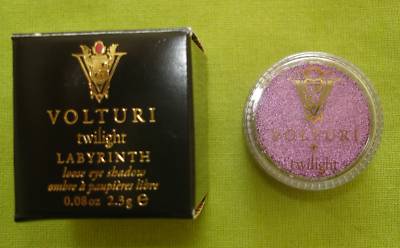 VOLTURI
twilight
LABYRINTH
loose eye shadow
ombre à paupières libre
0.08oz 2.3g e
VOLTURI
twilight